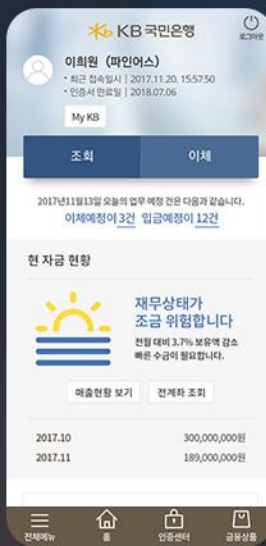 KB 국민은행
로그아웃
이희원 (파인어스)
• 최근 접속일시 | 2017.11.20. 15:57:50
• 인증서 만료일 | 2018.07.06
My KB
조회
이체
2017년11월13일 오늘의 업무 예정 건은 다음과 같습니다.
이체예정이 3건 입금예정이 12건
현 자금 현황
재무상태가
조금 위험합니다
전월 대비 3.7% 보유액 감소
빠른 수금이 필요합니다.
매출현황 보기
전계좌 조회
2017.10 300,000,000원
2017.11 189,000,000원
전체메뉴
홈
인증센터
금융상품